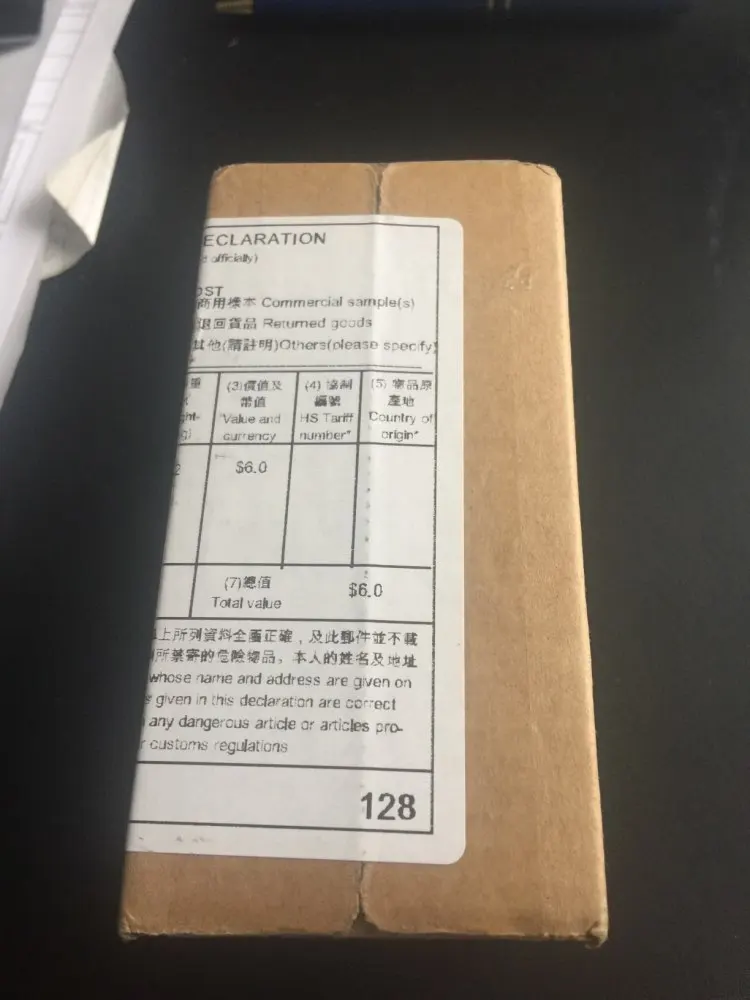 ECLARATION
officially)
OST
商用樣本 Commercial sample(s)
退回貨品 Returned goods
其他(請註明)Others(please specify)
(3)價值及
幣值
Value and
currency
(4) 協制
編號
HS Tariff
number*
(5) 物品原
產地
Country of
origin*
2
$6.0
(7)總值
Total value
$6.0
上所列資料全屬正確，及此郵件並不載
所禁寄的危險物品。本人的姓名及地址
whose name and address are given on
given in this declaration are correct
any dangerous article or articles pro-
r customs regulations
128